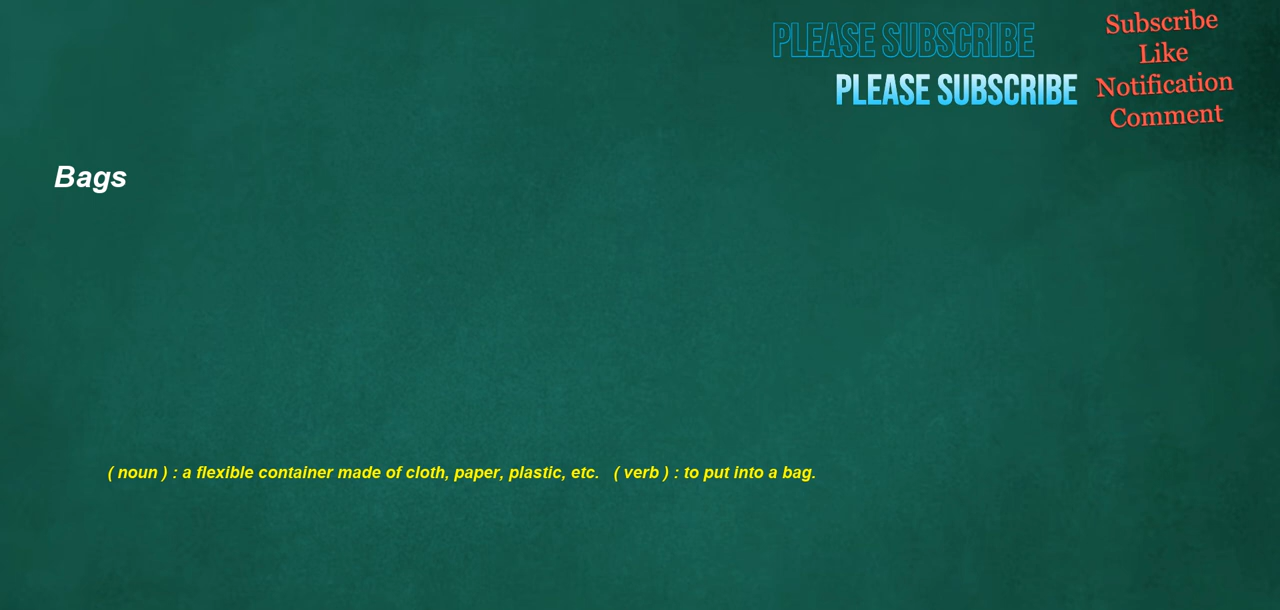 PLEASE SUBSCRIBE
PLEASE SUBSCRIBE
Subscribe
Like
Notification
Comment
Bags
( noun ) : a flexible container made of cloth, paper, plastic, etc.   ( verb ) : to put into a bag.